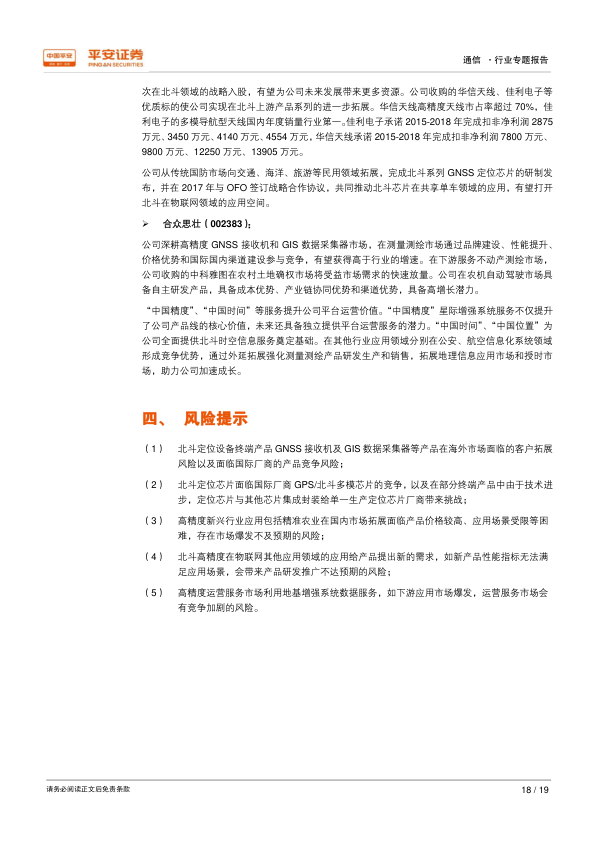 中国平安
平安证券
PING AN SECURITIES
通信 · 行业专题报告
次在北斗领域的战略入股，有望为公司未来发展带来更多资源。公司收购的华信天线、佳利电子等
优质标的使公司实现在北斗上游产品系列的进一步拓展。华信天线高精度天线市占率超过 70%，佳
利电子的多模导航型天线国内年度销量行业第一。佳利电子承诺 2015-2018 年完成扣非净利润 2875
万元、3450 万元、4140 万元、4554 万元，华信天线承诺 2015-2018 年完成扣非净利润 7800 万元、
9800 万元、12250 万元、13905 万元。
公司从传统国防市场向交通、海洋、旅游等民用领域拓展，完成北斗系列 GNSS 定位芯片的研制发
布，并在 2017 年与 OFO 签订战略合作协议，共同推动北斗芯片在共享单车领域的应用，有望打开
北斗在物联网领域的应用空间。
➢ 合众思壮（002383）：
公司深耕高精度 GNSS 接收机和 GIS 数据采集器市场，在测量测绘市场通过品牌建设、性能提升、
价格优势和国际国内渠道建设参与竞争，有望获得高于行业的增速。在下游服务不动产测绘市场，
公司收购的中科雅图在农村土地确权市场将受益市场需求的快速放量。公司在农机自动驾驶市场具
备自主研发产品，具备成本优势、产业链协同优势和渠道优势，具备高增长潜力。
“中国精度”、“中国时间”等服务提升公司平台运营价值。“中国精度”星际增强系统服务不仅提升
了公司产品线的核心价值，未来还具备独立提供平台运营服务的潜力。“中国时间”、“中国位置”为
公司全面提供北斗时空信息服务奠定基础。在其他行业应用领域分别在公安、航空信息化系统领域
形成竞争优势，通过外延拓展强化测量测绘产品研发生产和销售，拓展地理信息应用市场和授时市
场，助力公司加速成长。
四、 风险提示
（1） 北斗定位设备终端产品 GNSS 接收机及 GIS 数据采集器等产品在海外市场面临的客户拓展
风险以及面临国际厂商的产品竞争风险；
（2） 北斗定位芯片面临国际厂商 GPS/北斗多模芯片的竞争，以及在部分终端产品中由于技术进
步，定位芯片与其他芯片集成封装给单一生产定位芯片厂商带来挑战；
（3） 高精度新兴行业应用包括精准农业在国内市场拓展面临产品价格较高、应用场景受限等困
难，存在市场爆发不及预期的风险；
（4） 北斗高精度在物联网其他应用领域的应用给产品提出新的需求，如新产品性能指标无法满
足应用场景，会带来产品研发推广不达预期的风险；
（5） 高精度运营服务市场利用地基增强系统数据服务，如下游应用市场爆发，运营服务市场会
有竞争加剧的风险。
请务必阅读正文后免责条款
18 / 19